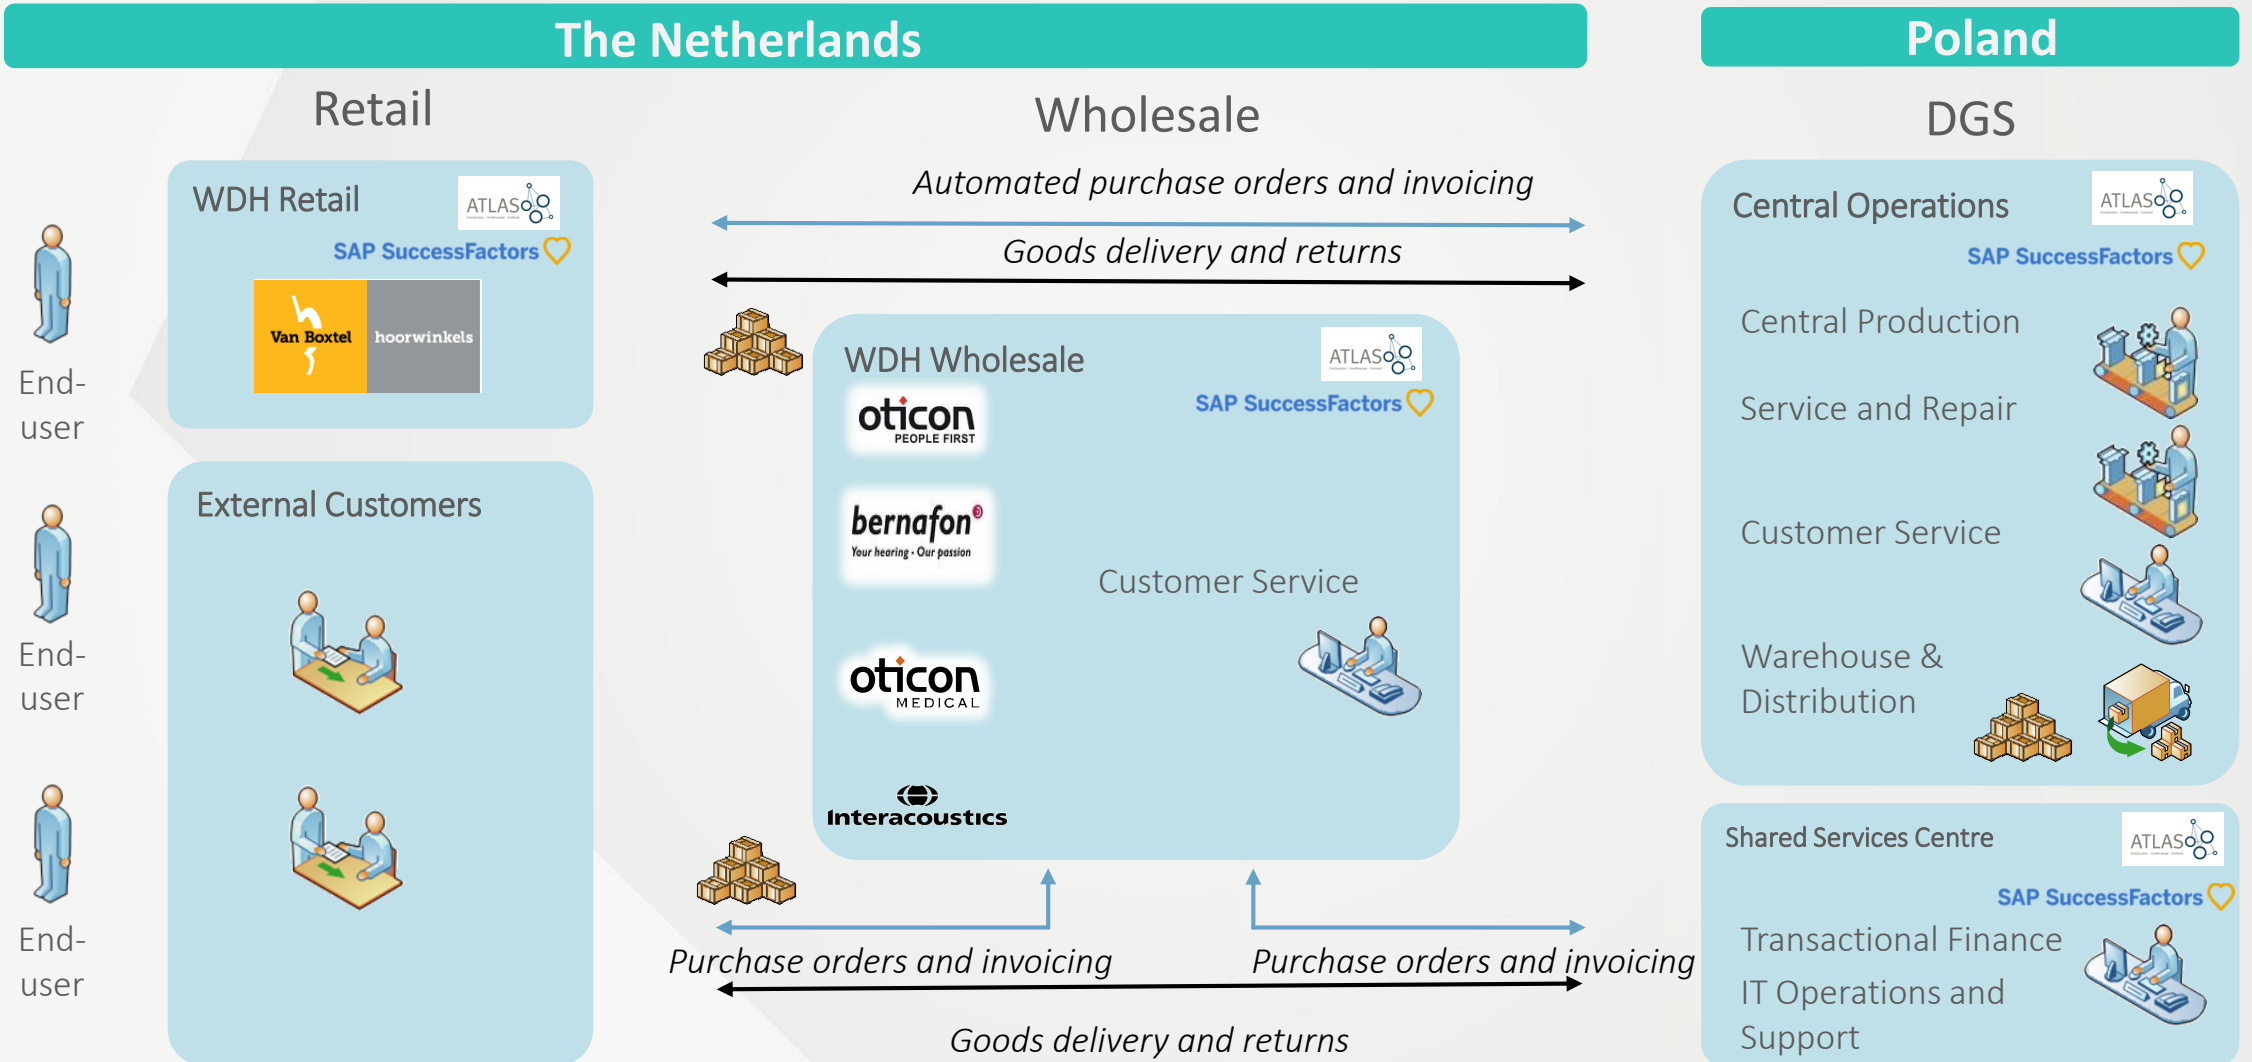 The Netherlands
Poland
Retail
Wholesale
DGS
WDH Retail
ATLAS
SAP SuccessFactors
Van Boxtel
hoorwinkels
End-
user
External Customers
End-
user
End-
user
Automated purchase orders and invoicing
Goods delivery and returns
WDH Wholesale
ATLAS
SAP SuccessFactors
oticon
PEOPLE FIRST
bernafon
Your hearing · Our passion
Customer Service
oticon
MEDICAL
Interacoustics
Purchase orders and invoicing
Purchase orders and invoicing
Goods delivery and returns
Central Operations
ATLAS
SAP SuccessFactors
Central Production
Service and Repair
Customer Service
Warehouse &
Distribution
Shared Services Centre
ATLAS
SAP SuccessFactors
Transactional Finance
IT Operations and
Support